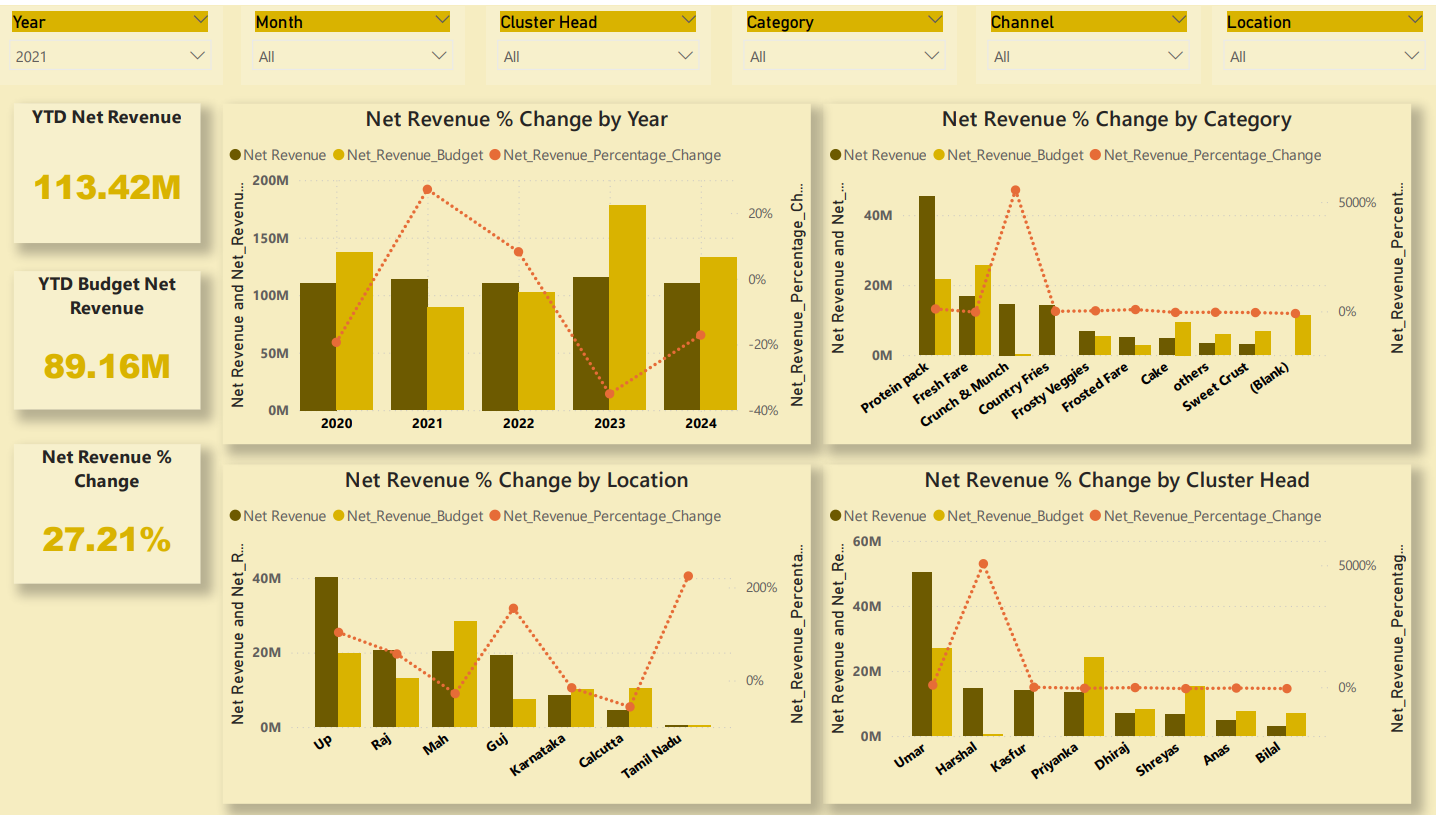 Year
Month
Cluster Head
Category
Channel
Location
2021
All
All
All
All
All
YTD Net Revenue
113.42M
YTD Budget Net
Revenue
89.16M
Net Revenue %
Change
27.21%
Net Revenue % Change by Year
Net Revenue Net_Revenue_Budget Net_Revenue_Percentage_Change
Net Revenue and Net_Revenu...
200M
150M
100M
50M
0M
2020 2021 2022 2023 2024
20%
0%
-20%
-40%
Net_Revenue_Percentage_Ch...
Net Revenue % Change by Category
Net Revenue Net_Revenue_Budget Net_Revenue_Percentage_Change
Net Revenue and Net_...
40M
20M
0M
Protein pack
Fresh Fare
Crunch & Munch
Country Fries
Frosty Veggies
Frosted Fare
Cake
others
Sweet Crust
(Blank)
5000%
0%
Net_Revenue_Percent...
Net Revenue % Change by Location
Net Revenue Net_Revenue_Budget Net_Revenue_Percentage_Change
Net Revenue and Net_R...
40M
20M
0M
Up
Raj
Mah
Guj
Karnataka
Calcutta
Tamil Nadu
200%
0%
Net_Revenue_Percenta...
Net Revenue % Change by Cluster Head
Net Revenue Net_Revenue_Budget Net_Revenue_Percentage_Change
Net Revenue and Net_Re...
60M
40M
20M
0M
Umar
Harshal
Kasfur
Priyanka
Dhiraj
Shreyas
Anas
Bilal
5000%
0%
Net_Revenue_Percentag...